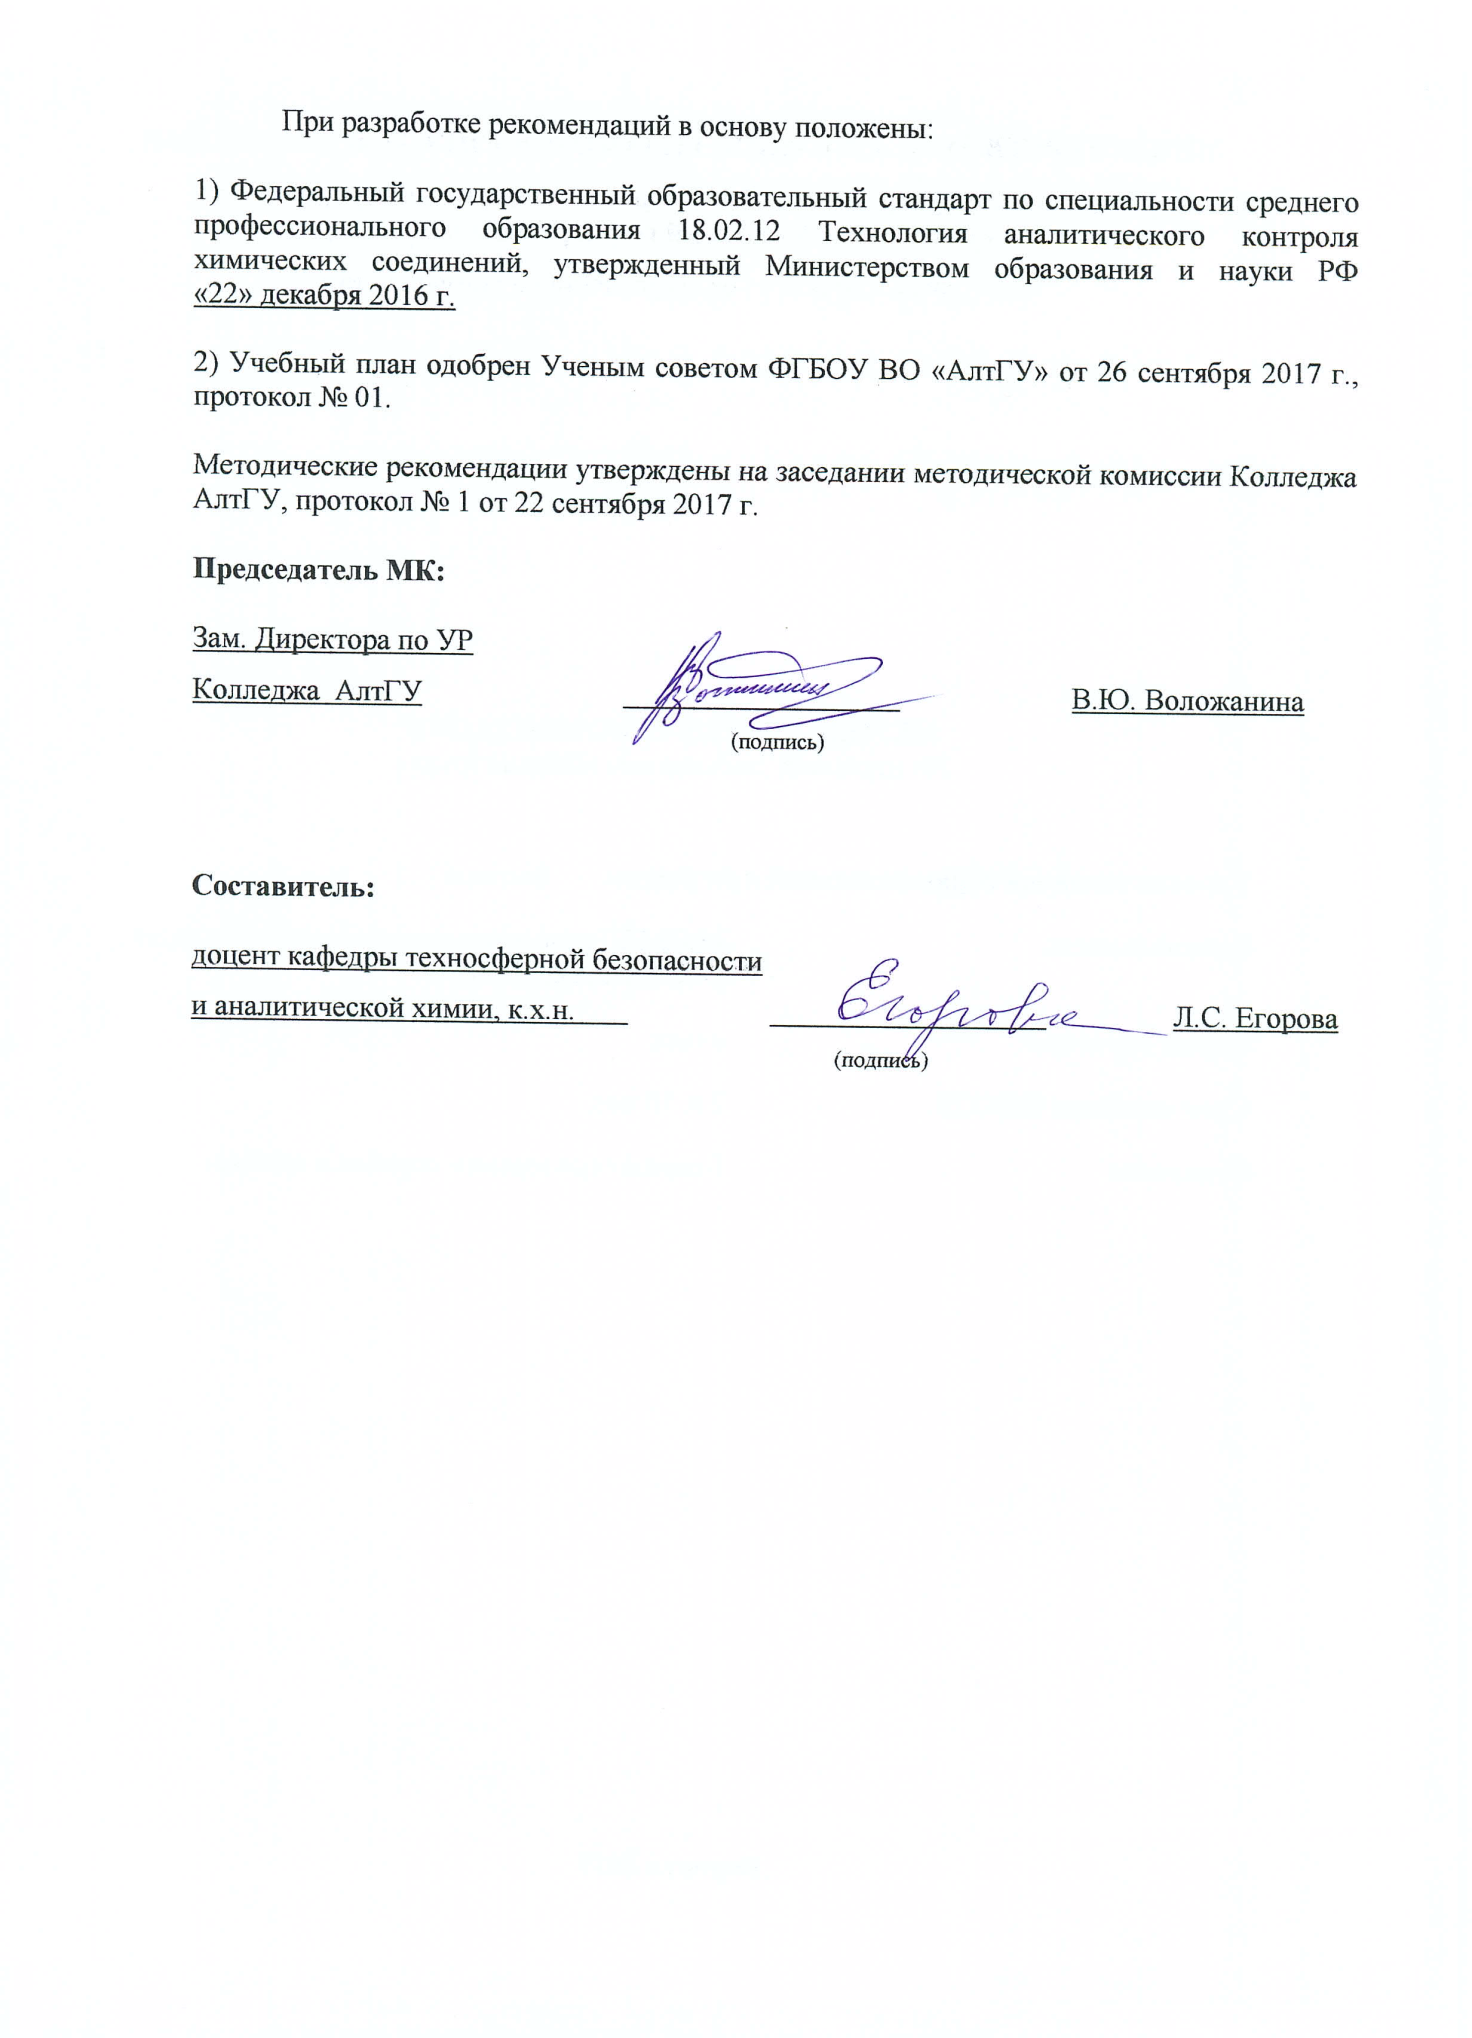 При разработке рекомендаций в основу положены:
1) Федеральный государственный образовательный стандарт по специальности среднего
профессионального образования 18.02.12 Технология аналитического контроля
химических соединений, утвержденный Министерством образования и науки РФ
«22» декабря 2016 г.
2) Учебный план одобрен Ученым советом ФГБОУ ВО «АлтГУ» от 26 сентября 2017 г.,
протокол № 01.
Методические рекомендации утверждены на заседании методической комиссии Колледжа
АлтГУ, протокол № 1 от 22 сентября 2017 г.
Председатель МК:
Зам. Директора по УР
Колледжа АлтГУ В.Ю. Воложанина
(подпись)
Составитель:
доцент кафедры техносферной безопасности
и аналитической химии, к.х.н. Егорова Л.С. Егорова
(подпись)